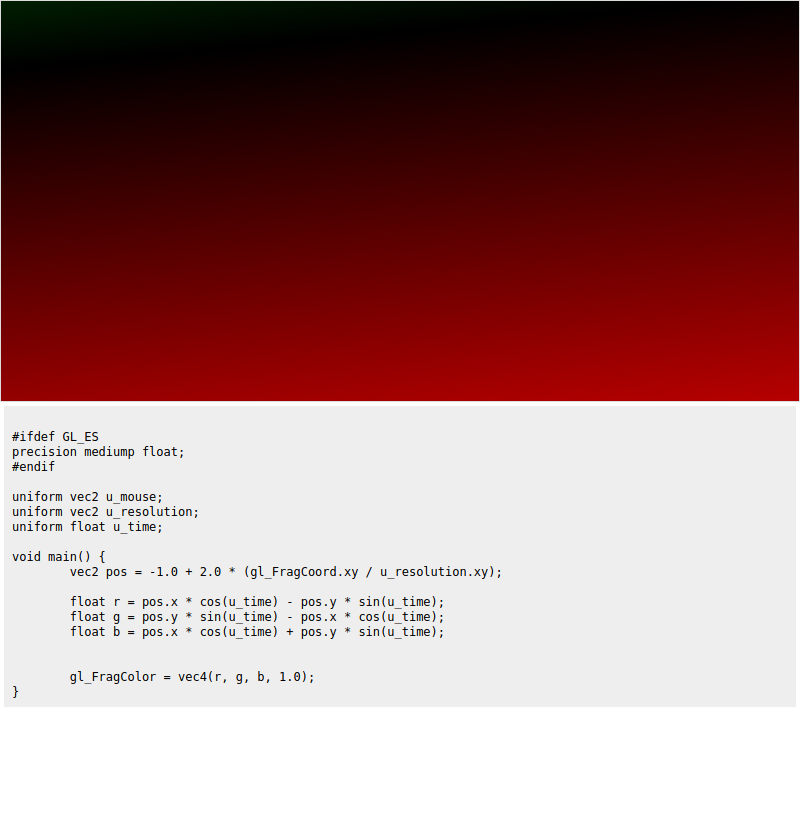 #ifdef GL_ES
precision mediump float;
#endif
uniform vec2 u_mouse;
uniform vec2 u_resolution;
uniform float u_time;
void main() {
vec2 pos = -1.0 + 2.0 * (gl_FragCoord.xy / u_resolution.xy);
float r = pos.x * cos(u_time) - pos.y * sin(u_time);
float g = pos.y * sin(u_time) - pos.x * cos(u_time);
float b = pos.x * cos(u_time) + pos.y * sin(u_time);
gl_FragColor = vec4(r, g, b, 1.0);
}